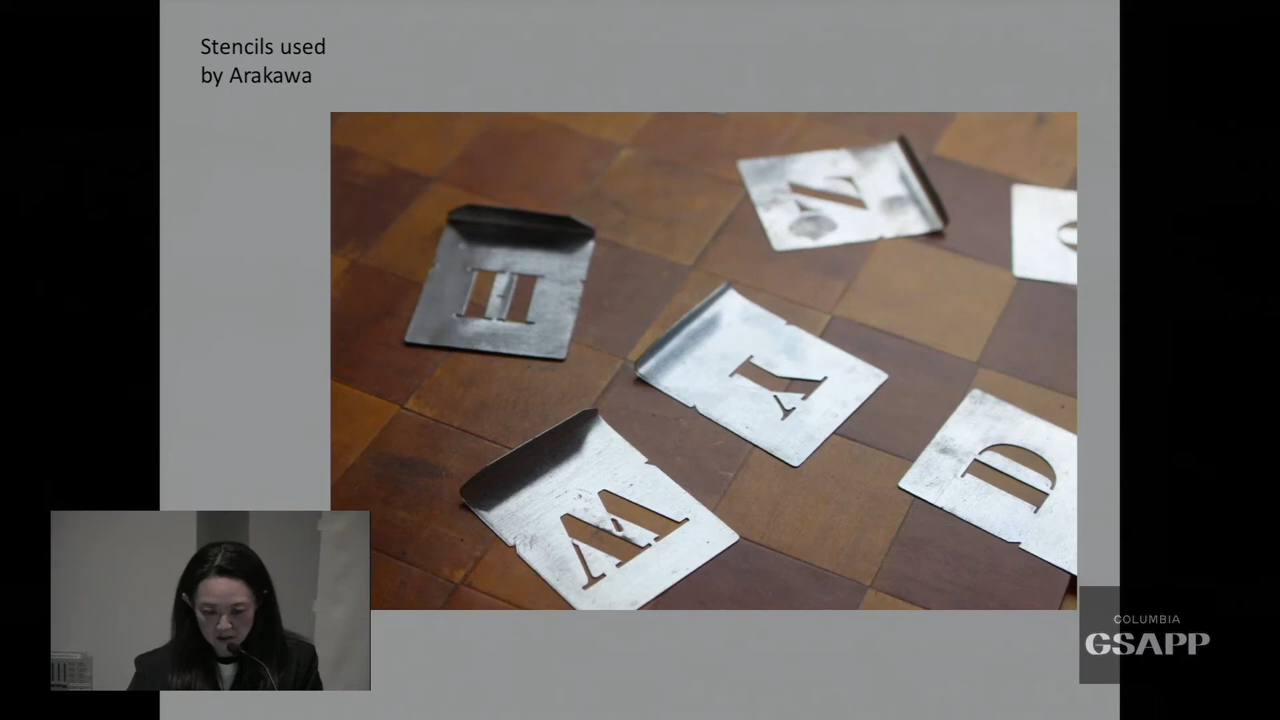 Stencils used
by Arakawa
H
N
Y
W
D
COLUMBIA
GSAPP